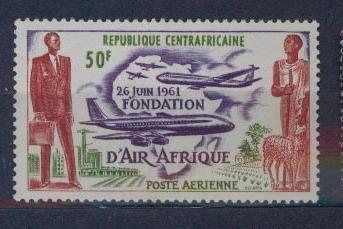 REPUBLIQUE CENTRAFRICAINE
50F
26 JUIN 1961
FONDATION
D'AIR AFRIQUE
POSTE AERIENNE